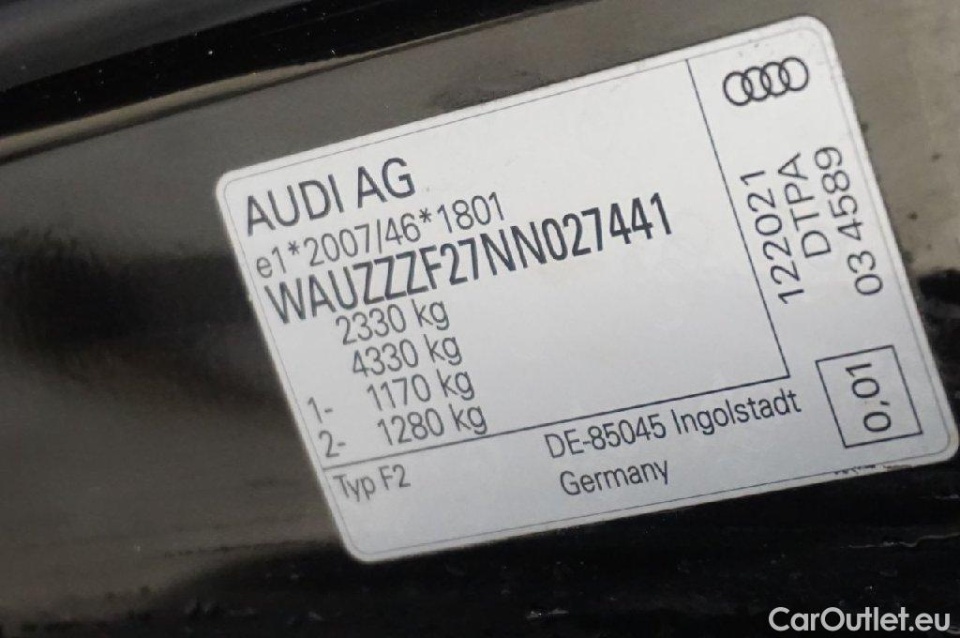 AUDI AG
e1*2007/46*1801
WAUZZZF27NN027441
2330 kg
4330 kg
1- 1170 kg
2- 1280 kg
Typ F2
DE-85045 Ingolstadt
Germany
122021
DTPA
03 4589
0,01
CarOutlet.eu